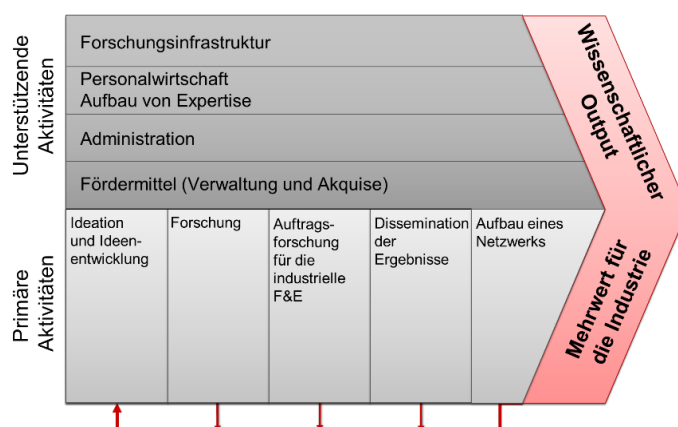 Unterstützende
Aktivitäten
Forschungsinfrastruktur
Personalwirtschaft
Aufbau von Expertise
Administration
Fördermittel (Verwaltung und Akquise)
Wissenschaftlicher
Output
Primäre
Aktivitäten
Ideation
und Ideen-
entwicklung
Forschung
Auftrags-
forschung
für die
industrielle
F&E
Dissemination
der
Ergebnisse
Aufbau eines
Netzwerks
Mehrwert für
die Industrie